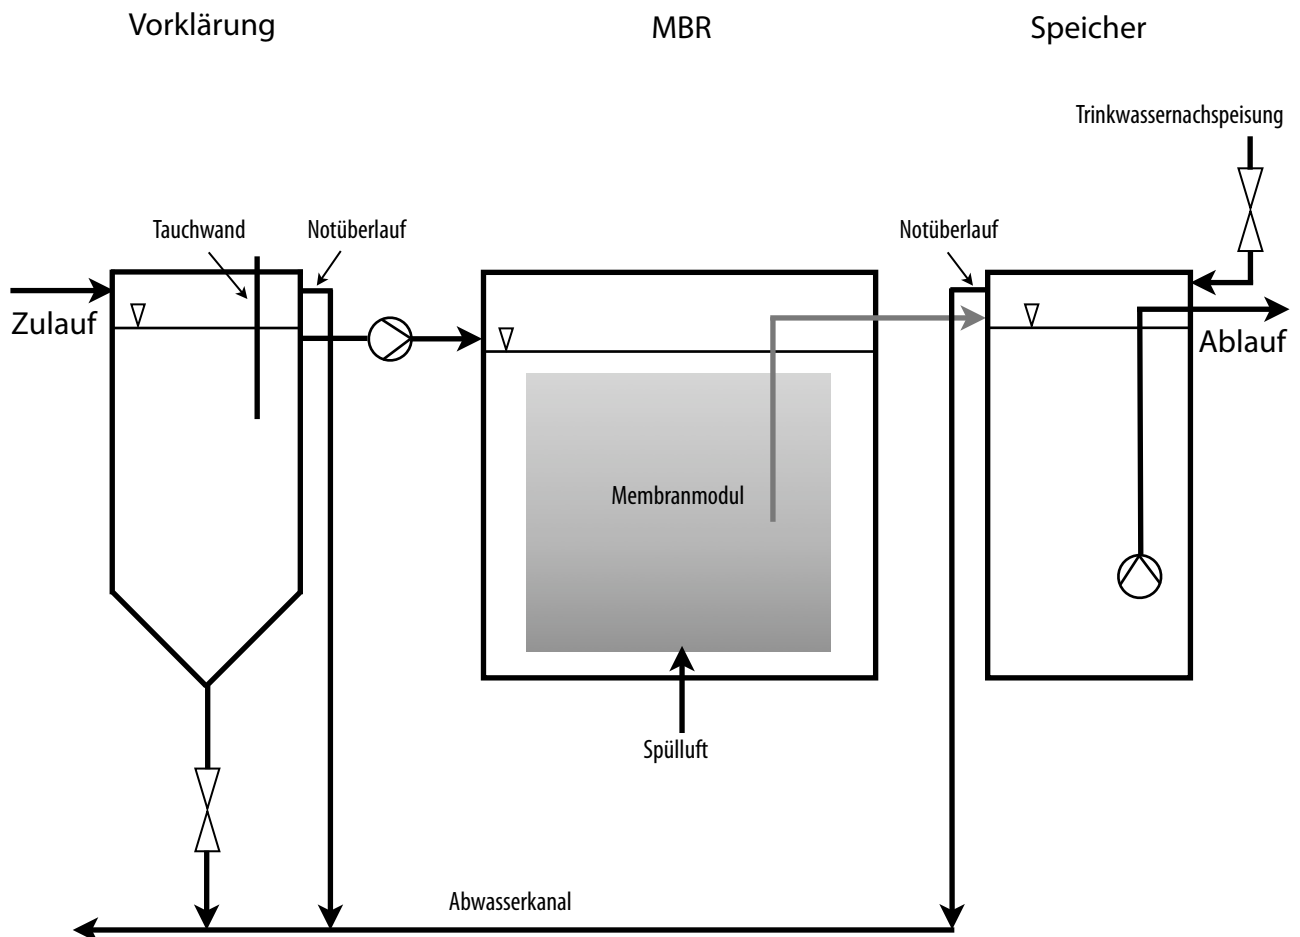 Vorklärung
MBR
Speicher
Trinkwassernachspeisung
Tauchwand
Notüberlauf
Notüberlauf
Zulauf
Ablauf
Membranmodul
Spülluft
Abwasserkanal